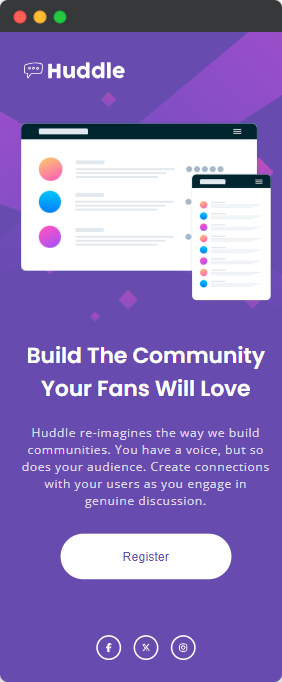 Huddle
Build The Community
Your Fans Will Love
Huddle re-imagines the way we build
communities. You have a voice, but so
does your audience. Create connections
with your users as you engage in
genuine discussion.
Register